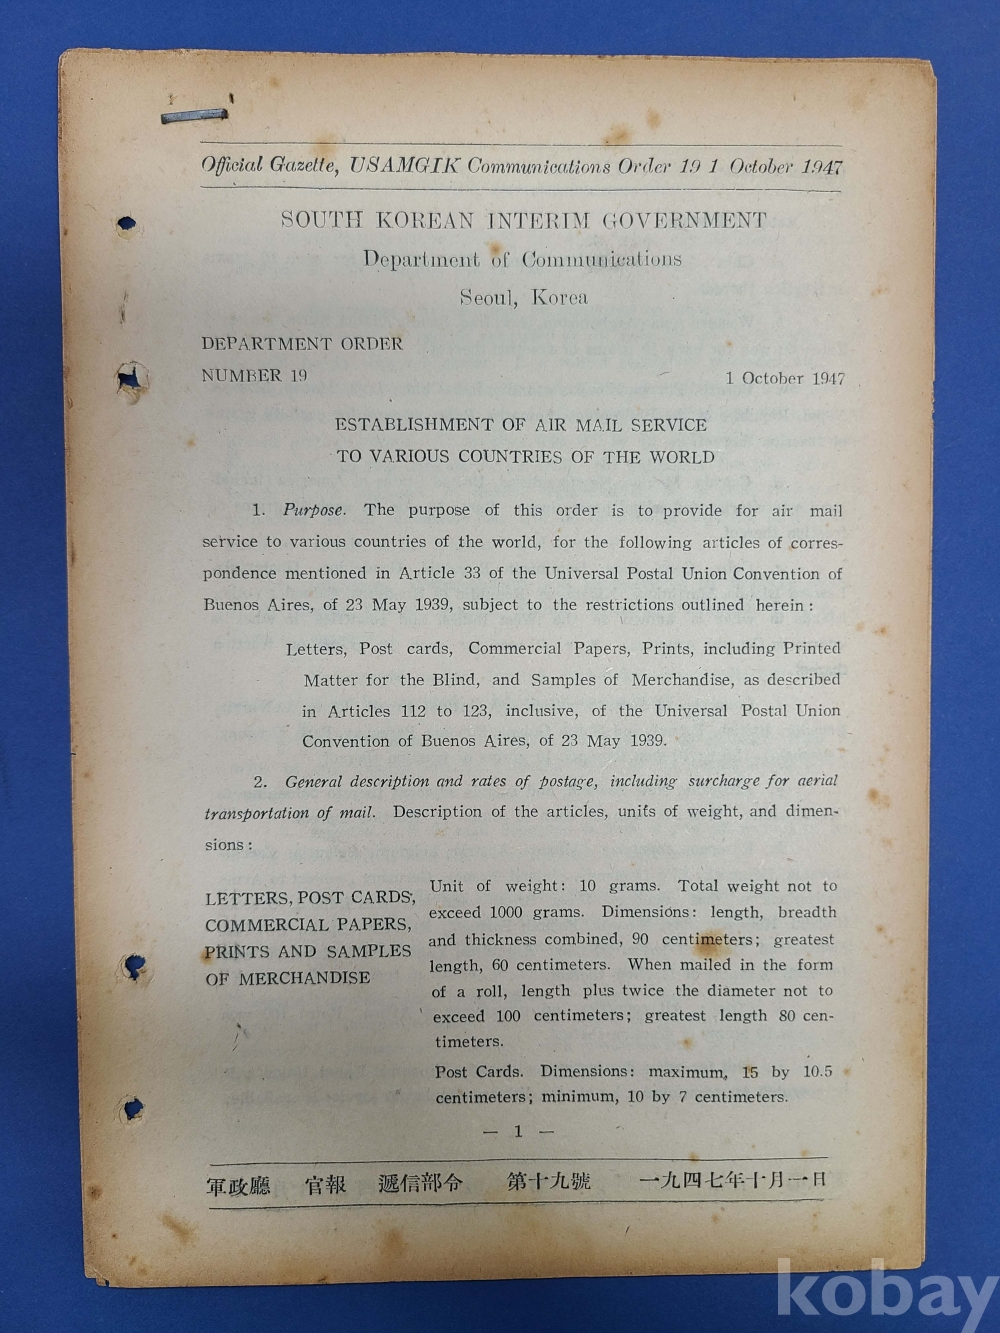 Official Gazette, USAMGIK Communications Order 19 1 October 1947
SOUTH KOREAN INTERIM GOVERNMENT
Department of Communications
Seoul, Korea
DEPARTMENT ORDER
NUMBER 19
1 October 1947
ESTABLISHMENT OF AIR MAIL SERVICE
TO VARIOUS COUNTRIES OF THE WORLD
1. Purpose. The purpose of this order is to provide for air mail
service to various countries of the world, for the following articles of corres-
pondence mentioned in Article 33 of the Universal Postal Union Convention of
Buenos Aires, of 23 May 1939, subject to the restrictions outlined herein :
Letters, Post cards, Commercial Papers, Prints, including Printed
Matter for the Blind, and Samples of Merchandise, as described
in Articles 112 to 123, inclusive, of the Universal Postal Union
Convention of Buenos Aires, of 23 May 1939.
2. General description and rates of postage, including surcharge for aerial
transportation of mail. Description of the articles, units of weight, and dimen-
sions :
LETTERS, POST CARDS,
COMMERCIAL PAPERS,
PRINTS AND SAMPLES
OF MERCHANDISE
Unit of weight: 10 grams. Total weight not to
exceed 1000 grams. Dimensions: length, breadth
and thickness combined, 90 centimeters; greatest
length, 60 centimeters. When mailed in the form
of a roll, length plus twice the diameter not to
exceed 100 centimeters; greatest length 80 cen-
timeters.
Post Cards. Dimensions: maximum, 15 by 10.5
centimeters; minimum, 10 by 7 centimeters.
— 1 —
軍政廳 官報 遞信部令 第十九號 一九四七年十月一日
kobay